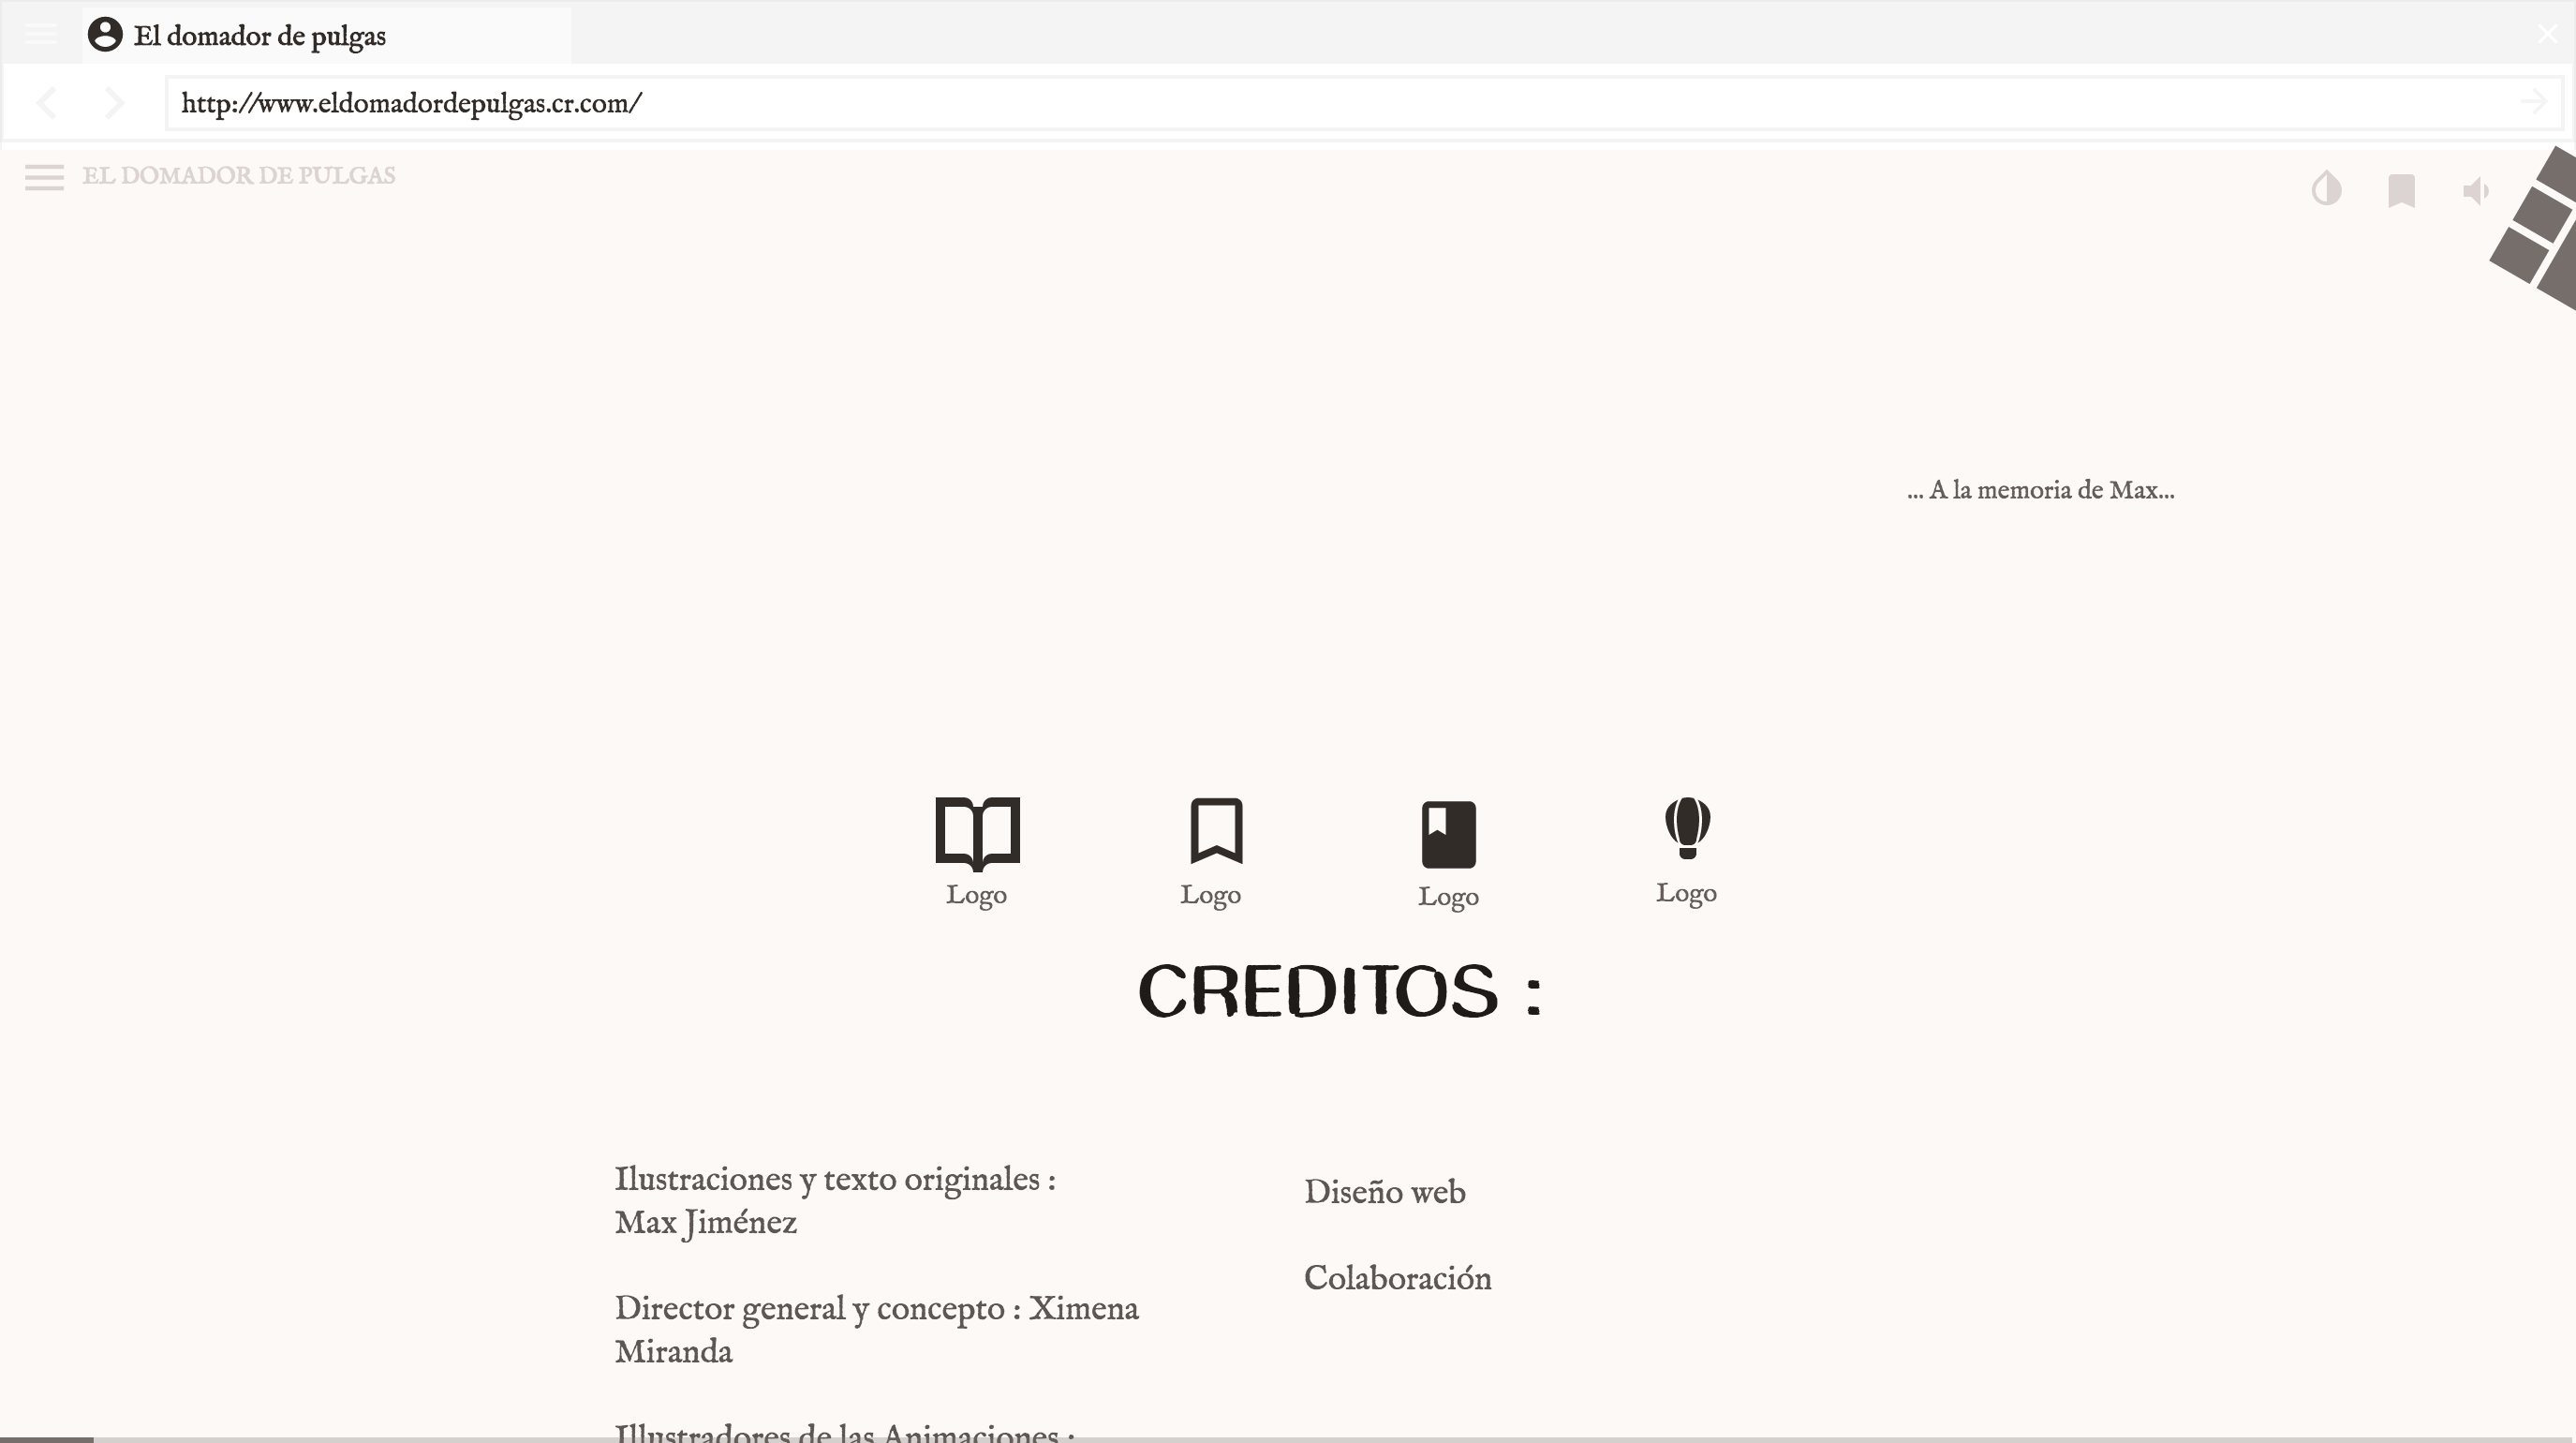 El domador de pulgas
http://www.eldomadordepulgas.cr.com/
EL DOMADOR DE PULGAS
... A la memoria de Max...
Logo
Logo
Logo
Logo
CREDITOS :
Ilustraciones y texto originales :
Max Jiménez
Director general y concepto : Ximena
Miranda
Illustradores de las Animaciones :
Diseño web
Colaboración